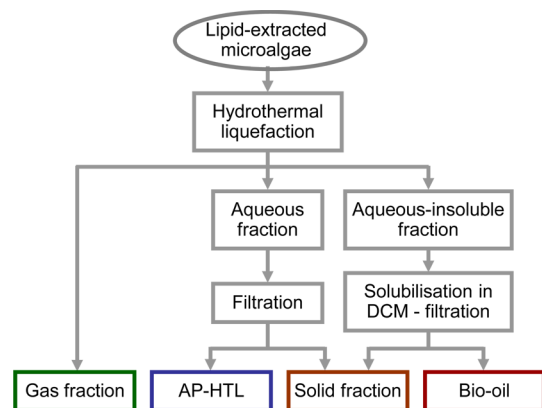 Lipid-extracted
microalgae
Hydrothermal
liquefaction
Aqueous
fraction
Aqueous-insoluble
fraction
Filtration
Solubilisation in
DCM - filtration
Gas fraction
AP-HTL
Solid fraction
Bio-oil